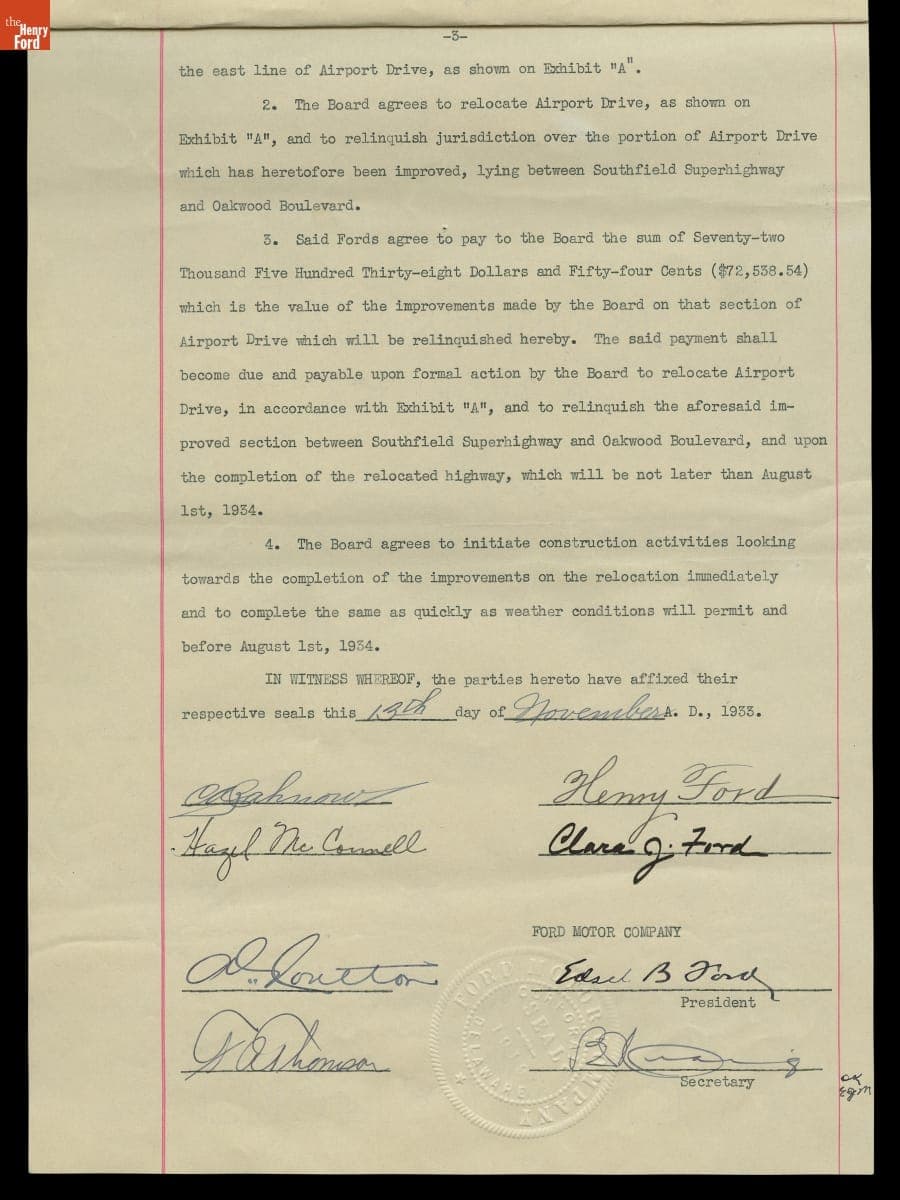 the
Henry
Ford
-3-
the east line of Airport Drive, as shown on Exhibit "A".
2. The Board agrees to relocate Airport Drive, as shown on
Exhibit "A", and to relinquish jurisdiction over the portion of Airport Drive
which has heretofore been improved, lying between Southfield Superhighway
and Oakwood Boulevard.
3. Said Fords agree to pay to the Board the sum of Seventy-two
Thousand Five Hundred Thirty-eight Dollars and Fifty-four Cents ($72,538.54)
which is the value of the improvements made by the Board on that section of
Airport Drive which will be relinquished hereby. The said payment shall
become due and payable upon formal action by the Board to relocate Airport
Drive, in accordance with Exhibit "A", and to relinquish the aforesaid im-
proved section between Southfield Superhighway and Oakwood Boulevard, and upon
the completion of the relocated highway, which will be not later than August
1st, 1934.
4. The Board agrees to initiate construction activities looking
towards the completion of the improvements on the relocation immediately
and to complete the same as quickly as weather conditions will permit and
before August 1st, 1934.
IN WITNESS WHEREOF, the parties hereto have affixed their
respective seals this 13th day of November A. D., 1933.
Henry Ford
Hazel McConnell Clara J. Ford
FORD MOTOR COMPANY
Edsel B Ford
President
Secretary
FORD MOTOR COMPANY
SEAL
DELAWARE
OK